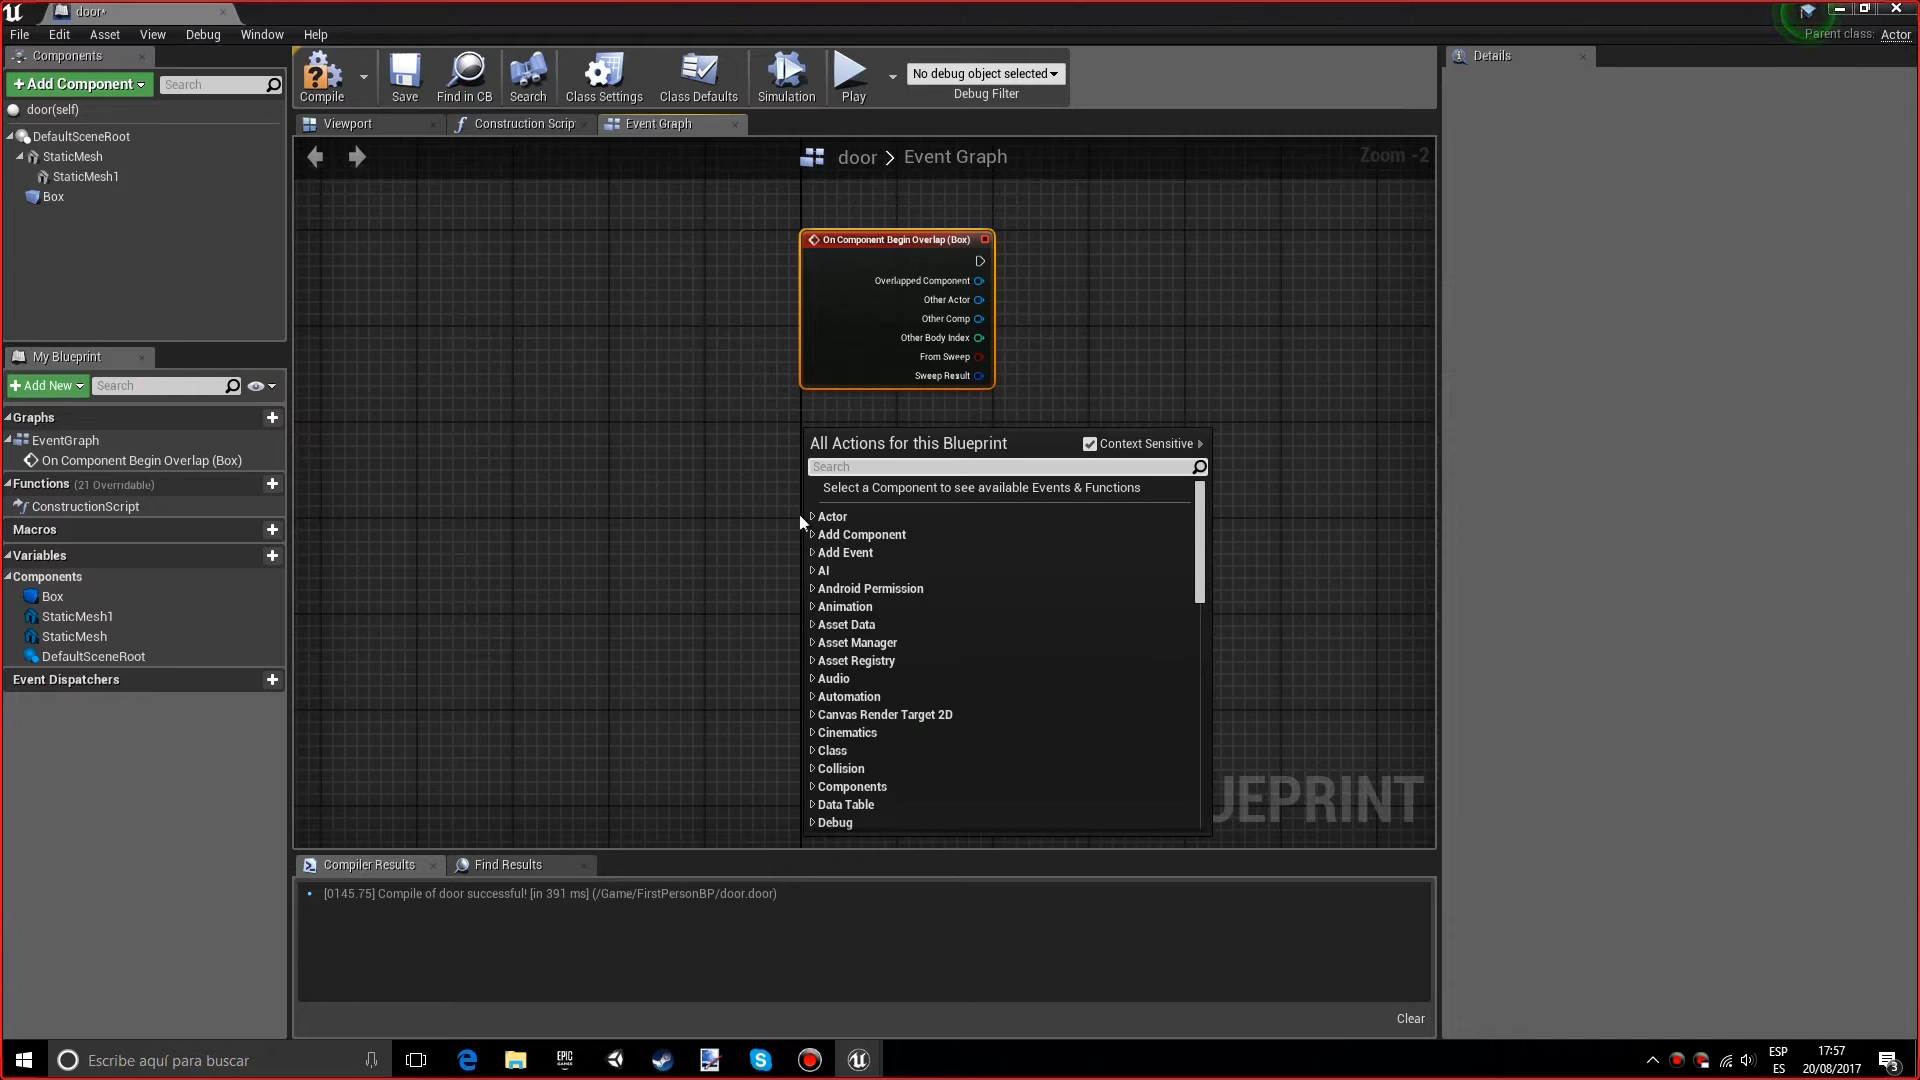 door*
File Edit Asset View Debug Window Help
Parent class: Actor
Components
+ Add Component
Search
door(self)
DefaultSceneRoot
StaticMesh
StaticMesh1
Box
My Blueprint
+ Add New
Search
Graphs
EventGraph
On Component Begin Overlap (Box)
Functions (21 Overridable)
ConstructionScript
Macros
Variables
Components
Box
StaticMesh1
StaticMesh
DefaultSceneRoot
Event Dispatchers
Compile Save Find in CB Search Class Settings Class Defaults Simulation Play
No debug object selected
Debug Filter
Viewport Construction Scrip Event Graph
door > Event Graph
Zoom -2
On Component Begin Overlap (Box)
Overlapped Component
Other Actor
Other Comp
Other Body Index
From Sweep
Sweep Result
All Actions for this Blueprint
Context Sensitive
Search
Select a Component to see available Events & Functions
Actor
Add Component
Add Event
AI
Android Permission
Animation
Asset Data
Asset Manager
Asset Registry
Audio
Automation
Canvas Render Target 2D
Cinematics
Class
Collision
Components
Data Table
Debug
UEPRINT
Compiler Results Find Results
[0145.75] Compile of door successful! [in 391 ms] (/Game/FirstPersonBP/door.door)
Clear
Details
Escribe aquí para buscar
EPIC GAMES
ESP
ES
17:57
20/08/2017
3